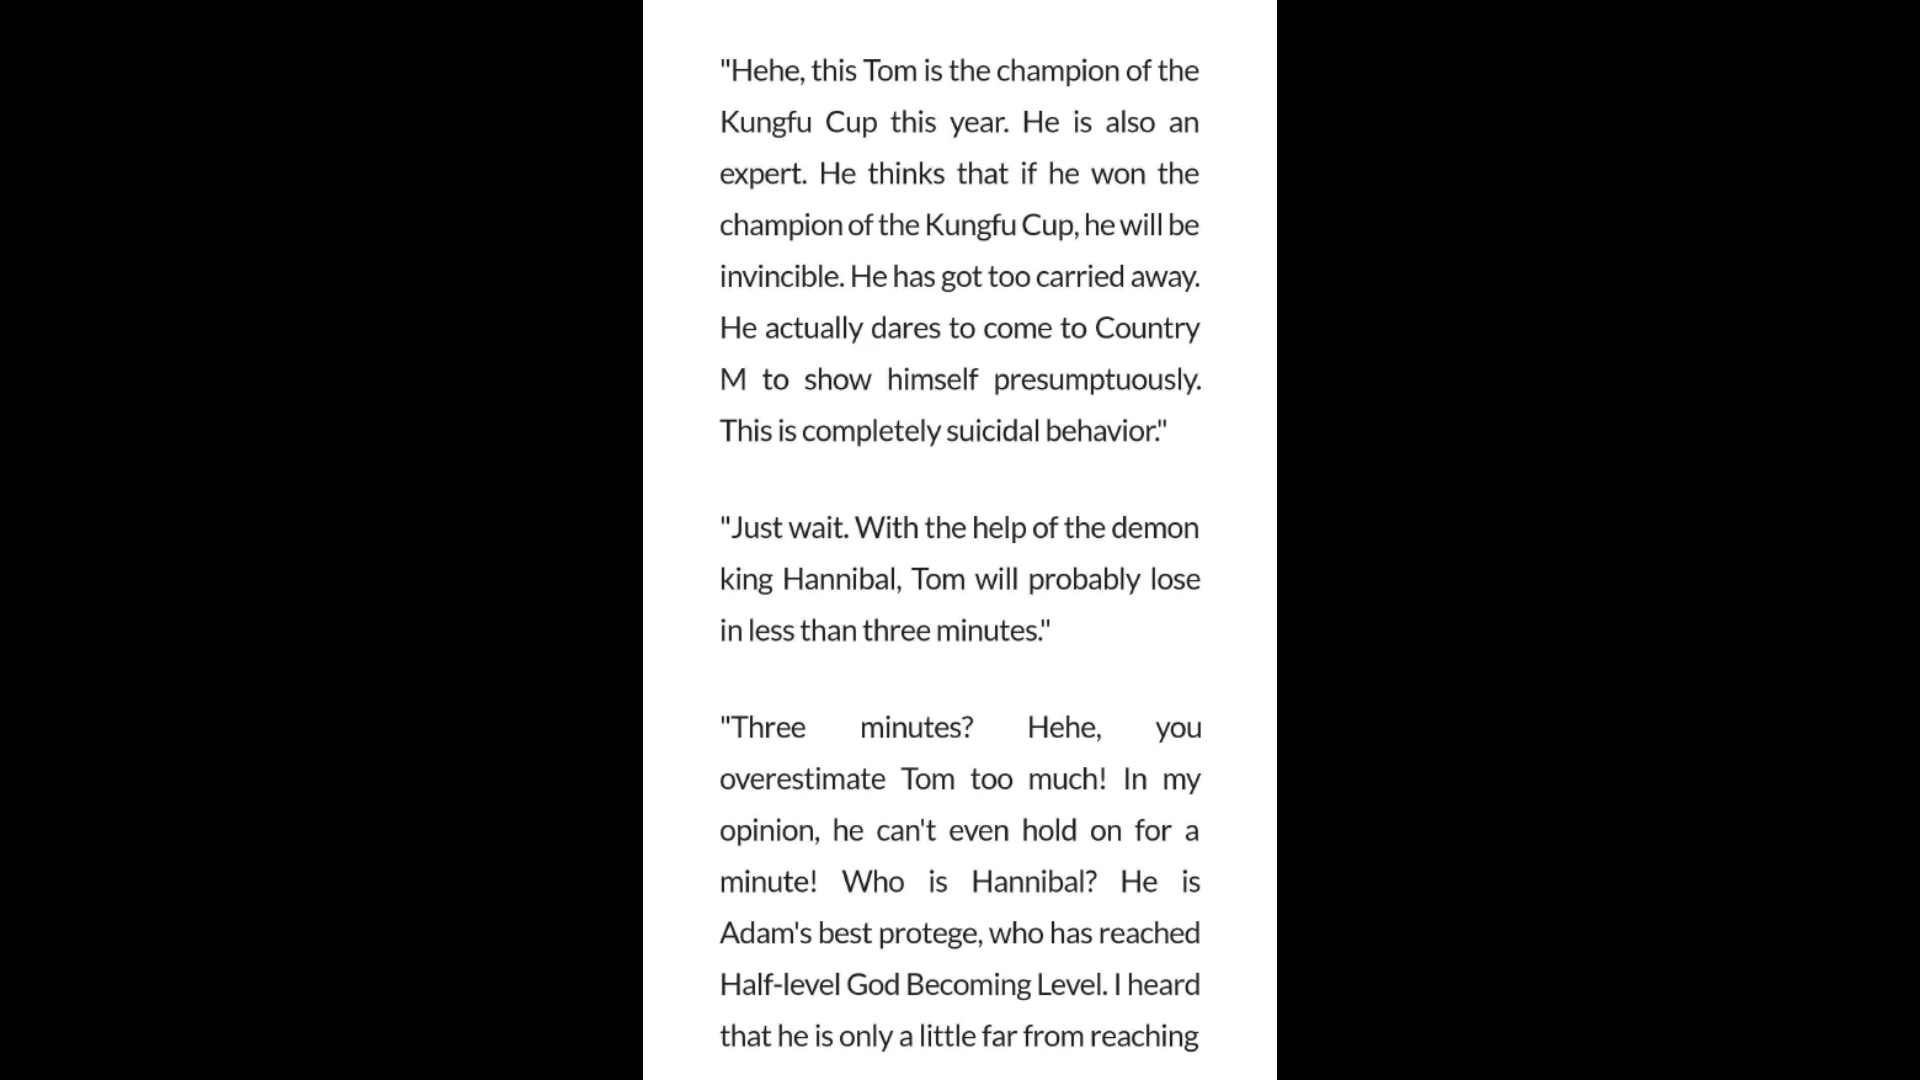 "Hehe, this Tom is the champion of the
Kungfu Cup this year. He is also an
expert. He thinks that if he won the
champion of the Kungfu Cup, he will be
invincible. He has got too carried away.
He actually dares to come to Country
M to show himself presumptuously.
This is completely suicidal behavior."
"Just wait. With the help of the demon
king Hannibal, Tom will probably lose
in less than three minutes."
"Three minutes? Hehe, you
overestimate Tom too much! In my
opinion, he can't even hold on for a
minute! Who is Hannibal? He is
Adam's best protege, who has reached
Half-level God Becoming Level. I heard
that he is only a little far from reaching